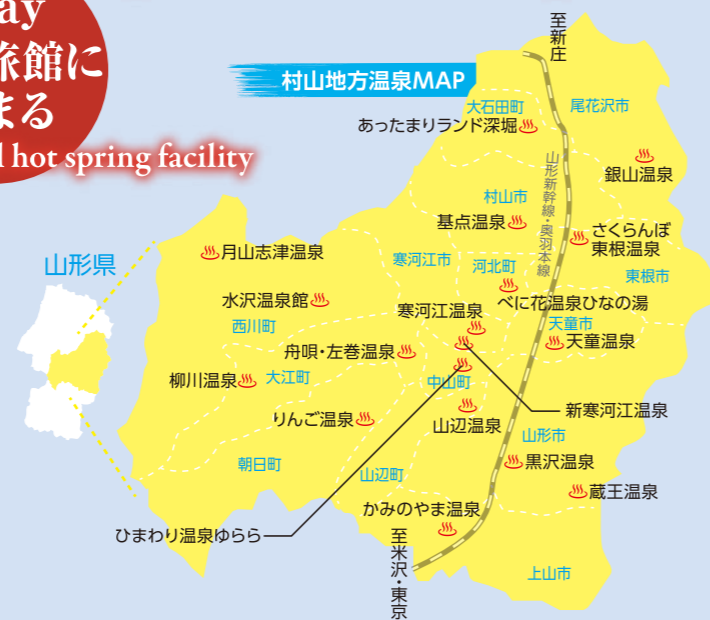 ay
旅館に
まる
l hot spring facility
村山地方温泉MAP
至新庄
大石田町
尾花沢市
あったまりランド深堀
銀山温泉
山形新幹線・奥羽本線
村山市
基点温泉
さくらんぼ
東根温泉
月山志津温泉
寒河江市
河北町
東根市
山形県
水沢温泉館
べに花温泉ひなの湯
寒河江温泉
西川町
天童市
天童温泉
舟唄・左巻温泉
柳川温泉
大江町
中山町
新寒河江温泉
りんご温泉
山辺温泉
山形市
朝日町
山辺町
黒沢温泉
蔵王温泉
かみのやま温泉
ひまわり温泉ゆらら
至米沢・東京
上山市